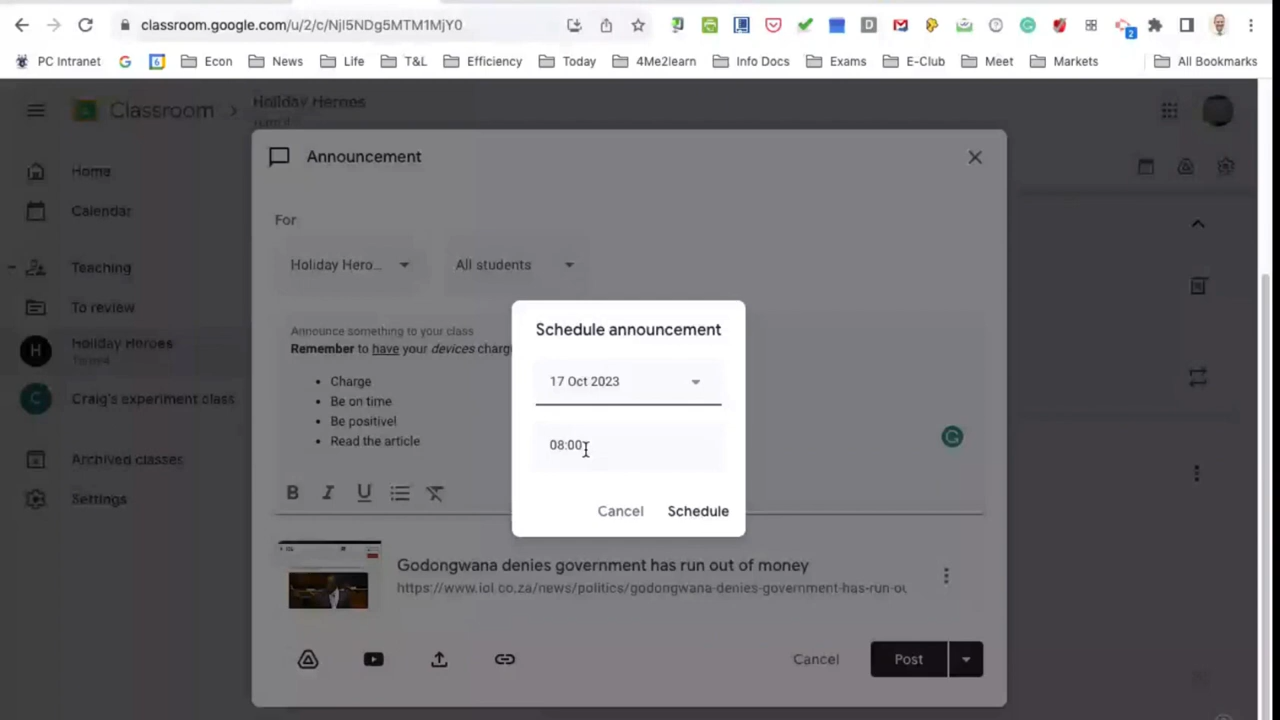 classroom.google.com/u/2/c/NjI5NDg5MTM1MjY0
2
PC Intranet
6
Econ
News
Life
T&L
Efficiency
Today
4Me2learn
Info Docs
Exams
E-Club
Meet
Markets
All Bookmarks
Classroom
Holiday Heroes
Announcement
Home
Calendar
Teaching
To review
H
Holiday Heroes
C
Craig's experiment class
Archived classes
Settings
For
Holiday Hero...
All students
Announce something to your class
Remember to have your devices charg
Charge
Be on time
Be positivel
Read the article
B I U
Schedule announcement
17 Oct 2023
08:00
Cancel
Schedule
Godongwana denies government has run out of money
https://www.iol.co.za/news/politics/godongwana-denies-government-has-run-ou
Cancel
Post